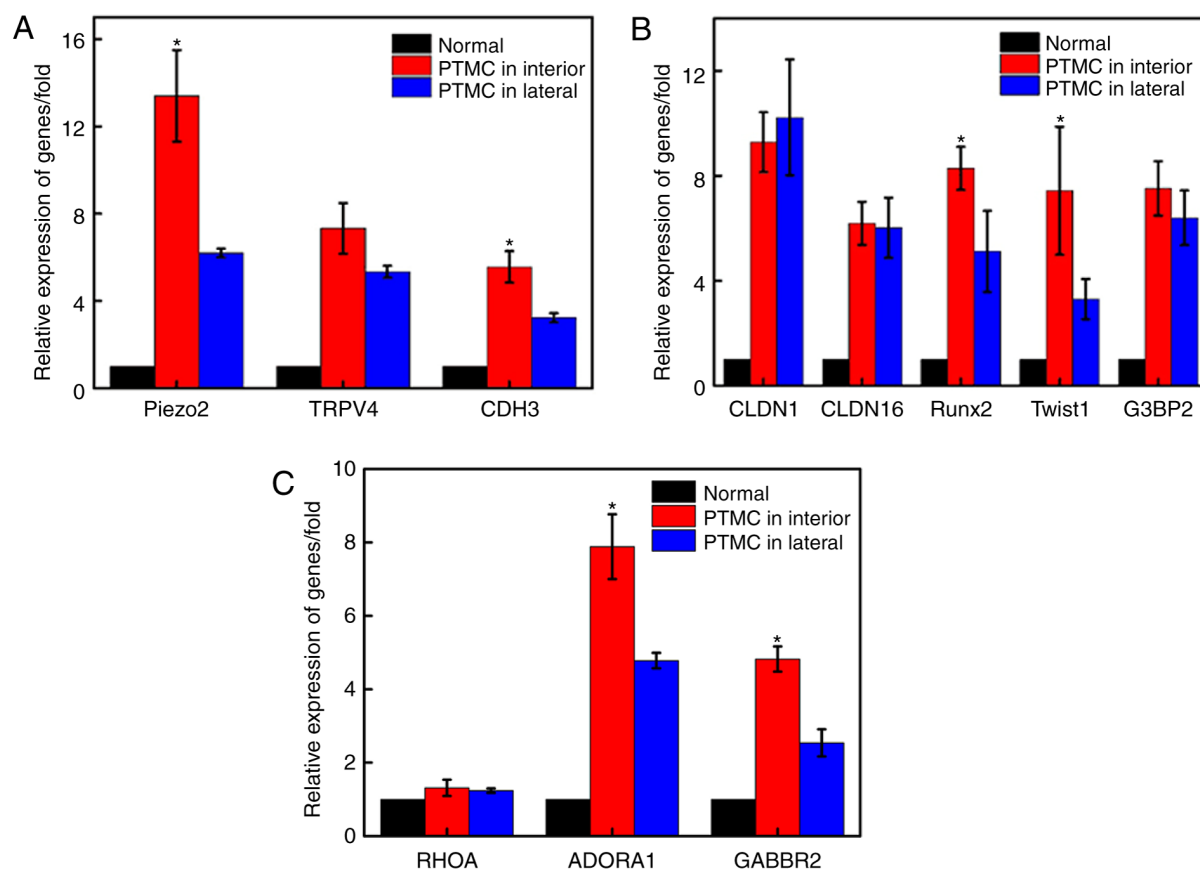 A
Relative expression of genes/fold
16
12
8
4
0
*
*
Normal
PTMC in interior
PTMC in lateral
Piezo2 TRPV4 CDH3
B
Relative expression of genes/fold
12
8
4
0
*
*
Normal
PTMC in interior
PTMC in lateral
CLDN1 CLDN16 Runx2 Twist1 G3BP2
C
Relative expression of genes/fold
10
8
6
4
2
0
*
*
Normal
PTMC in interior
PTMC in lateral
RHOA ADORA1 GABBR2